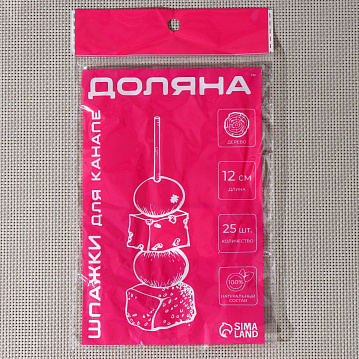 ДОЛЯНА
ШПАЖКИ ДЛЯ КАНАПЕ
ДЕРЕВО
12 см
ДЛИНА
25 шт.
КОЛИЧЕСТВО
100%
НАТУРАЛЬНЫЙ
СОСТАВ
SIMA
LAND